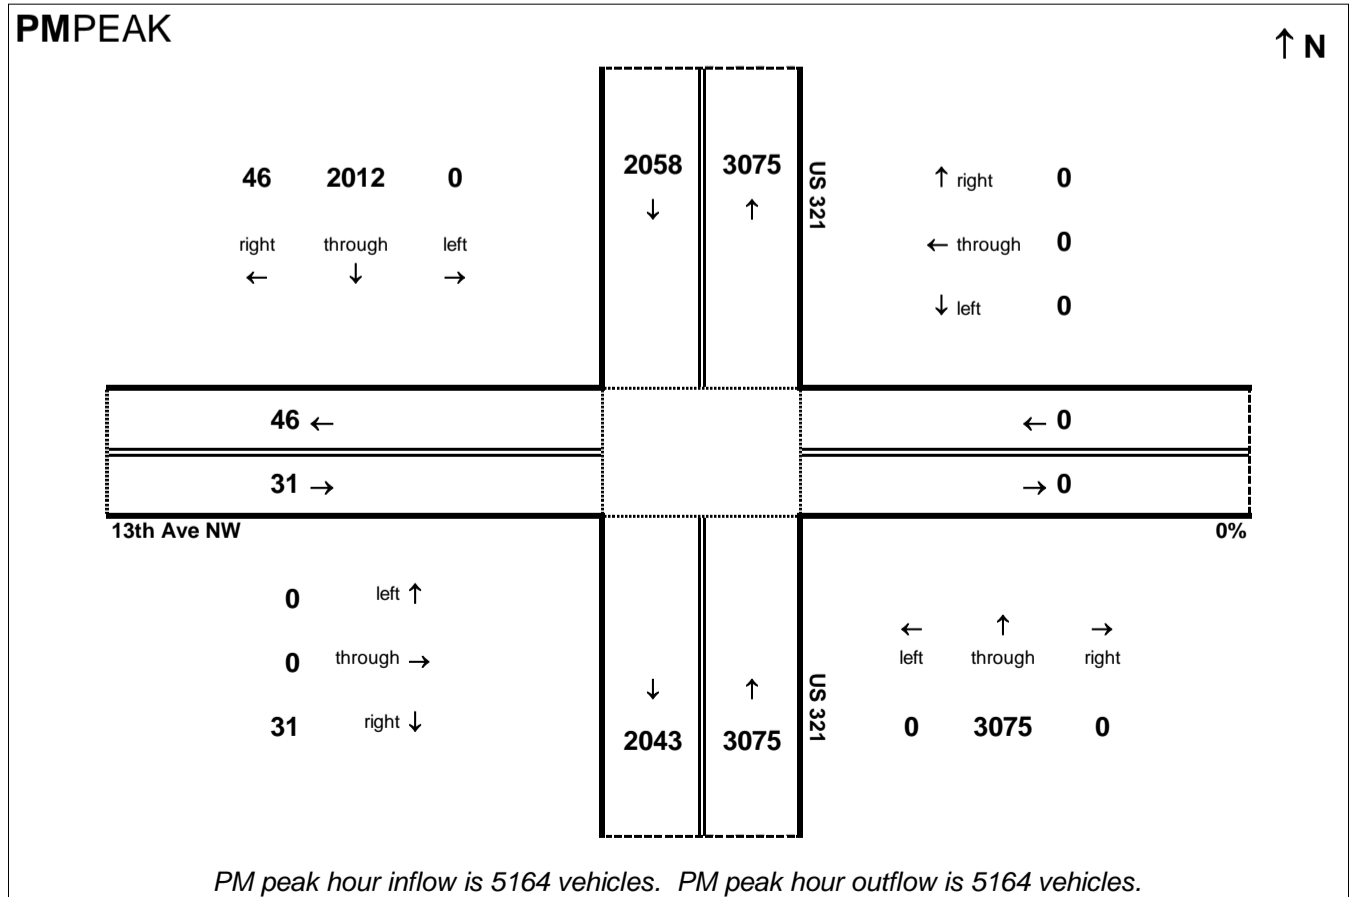 PMPEAK
↑ N
46 2012 0
right through left
← ↓ →
2058 3075
↓ ↑
US 321
↑ right 0
← through 0
↓ left 0
46 ←
31 →
← 0
→ 0
13th Ave NW
0%
0 left ↑
0 through →
31 right ↓
↓ ↑
2043 3075
US 321
← ↑ →
left through right
0 3075 0
PM peak hour inflow is 5164 vehicles. PM peak hour outflow is 5164 vehicles.